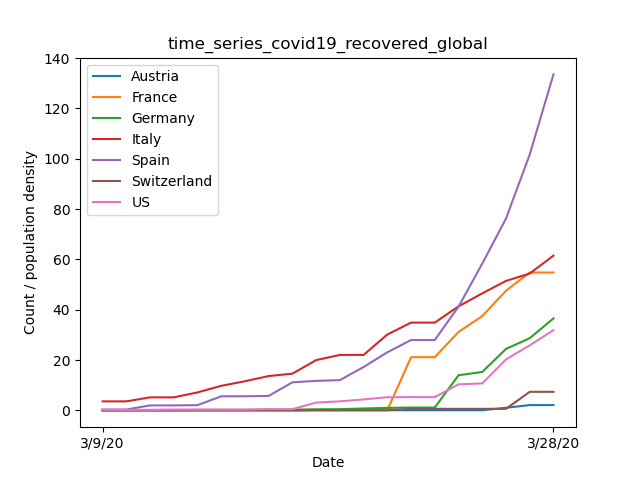 time_series_covid19_recovered_global
Count / population density
140
120
100
80
60
40
20
0
Austria
France
Germany
Italy
Spain
Switzerland
US
3/9/20
3/28/20
Date